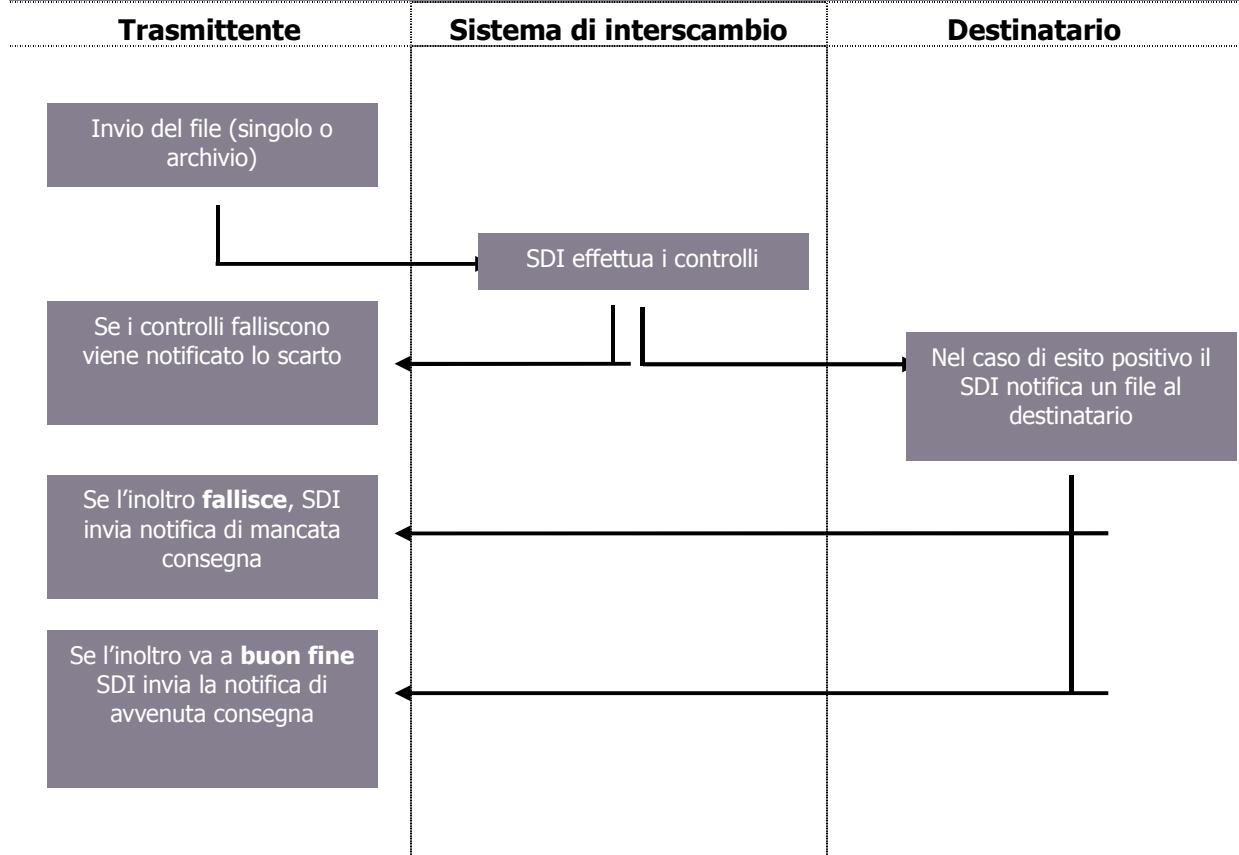 Trasmittente
Sistema di interscambio
Destinatario
Invio del file (singolo o
archivio)
SDI effettua i controlli
Se i controlli falliscono
viene notificato lo scarto
Nel caso di esito positivo il
SDI notifica un file al
destinatario
Se l’inoltro fallisce, SDI
invia notifica di mancata
consegna
Se l’inoltro va a buon fine
SDI invia la notifica di
avvenuta consegna